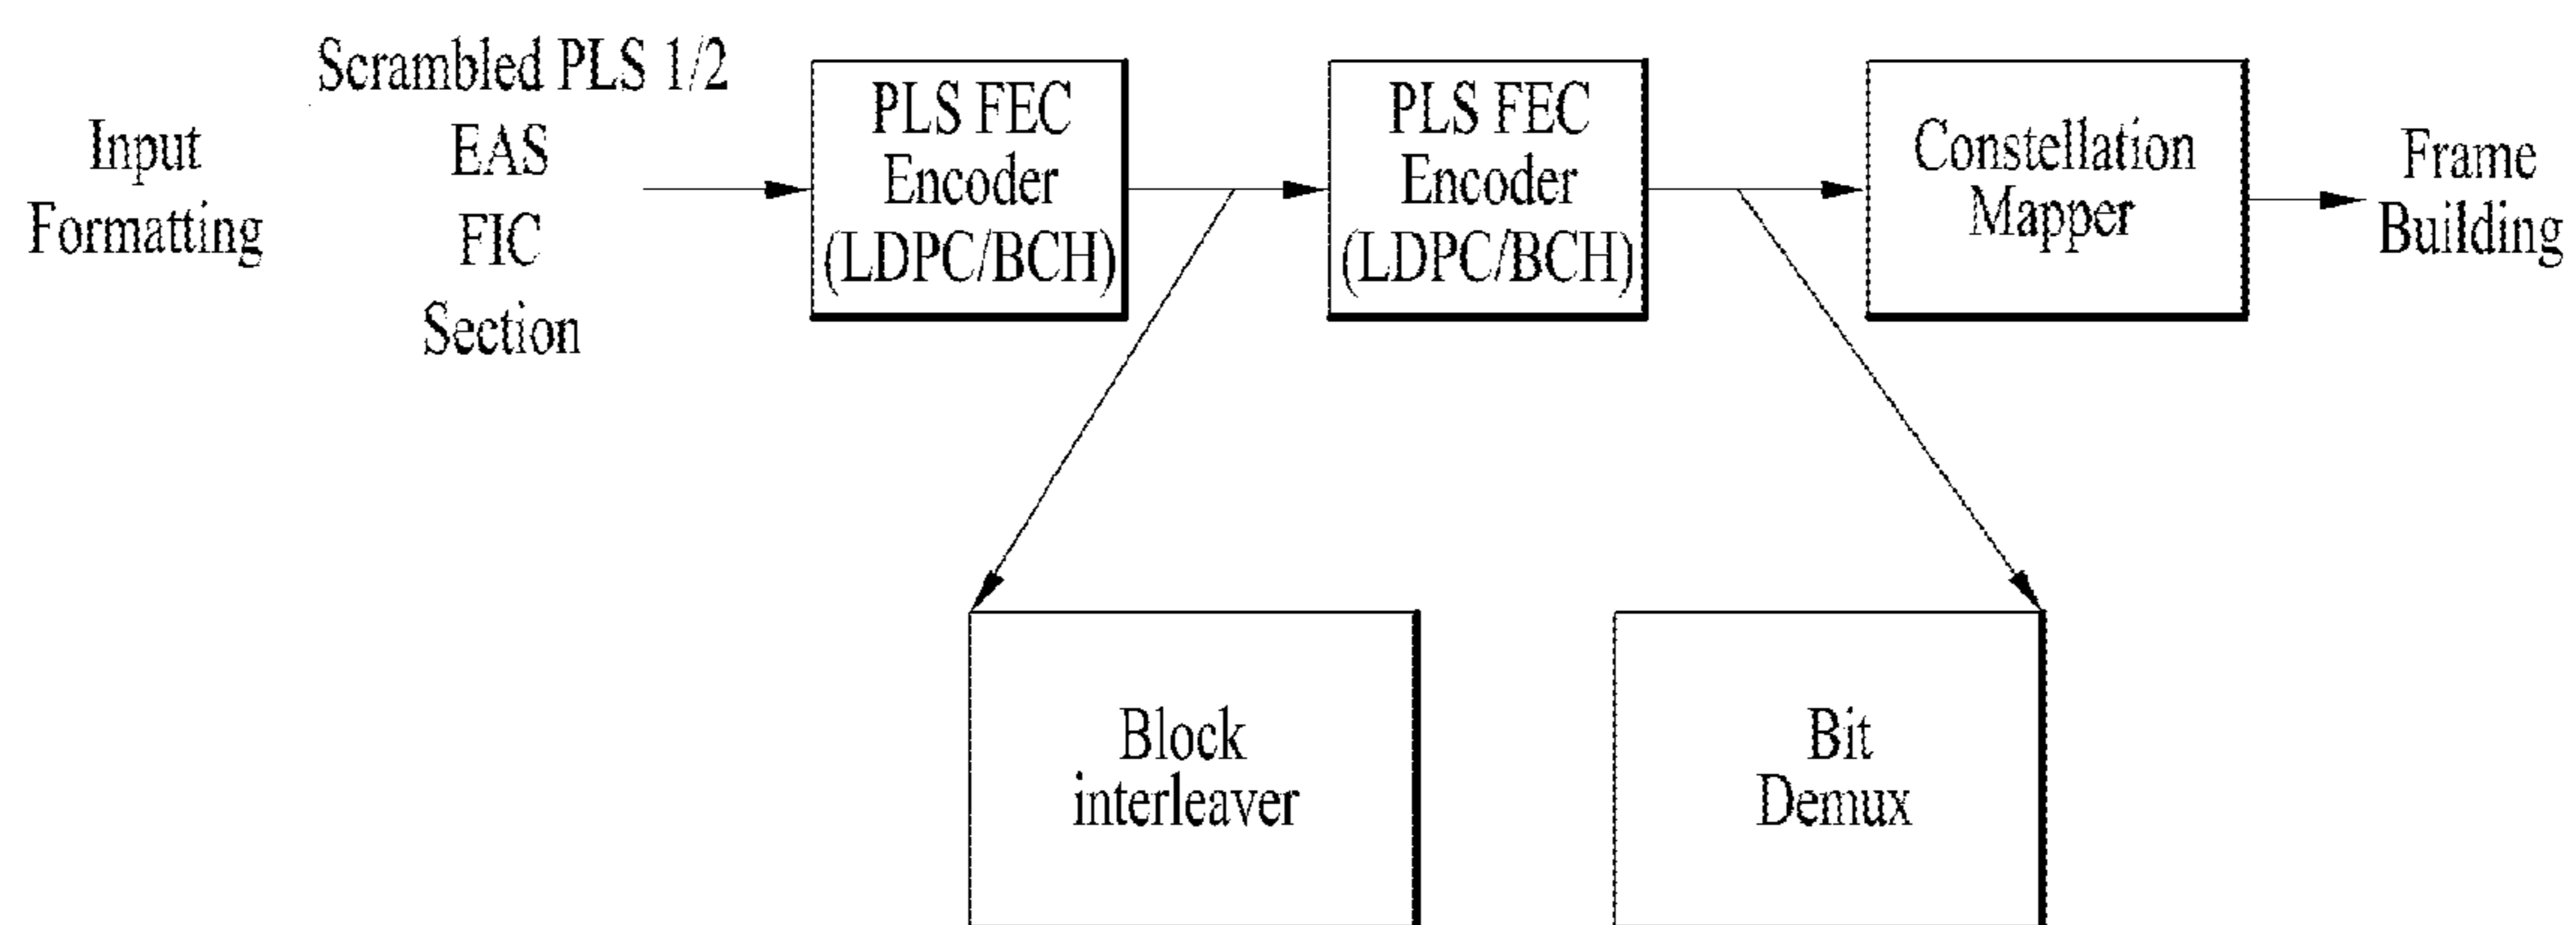 Input
Formatting
Scrambled PLS 1/2
EAS
FIC
Section
PLS FEC
Encoder
(LDPC/BCH)
PLS FEC
Encoder
(LDPC/BCH)
Constellation
Mapper
Frame
Building
Block
interleaver
Bit
Demux